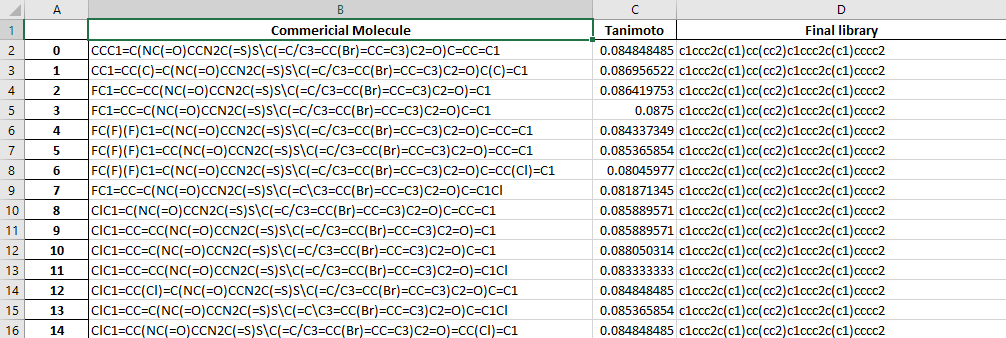 A B C D
1 Commericial Molecule Tanimoto Final library
2 0 CCC1=C(NC(=O)CCN2C(=S)S\C(=C/C3=CC(Br)=CC=C3)C2=O)C=CC=C1 0.084848485 c1ccc2c(c1)cc(cc2)c1ccc2c(c1)cccc2
3 1 CC1=CC(C)=C(NC(=O)CCN2C(=S)S\C(=C/C3=CC(Br)=CC=C3)C2=O)C(C)=C1 0.086956522 c1ccc2c(c1)cc(cc2)c1ccc2c(c1)cccc2
4 2 FC1=CC=CC(NC(=O)CCN2C(=S)S\C(=C/C3=CC(Br)=CC=C3)C2=O)=C1 0.086419753 c1ccc2c(c1)cc(cc2)c1ccc2c(c1)cccc2
5 3 FC1=CC=C(NC(=O)CCN2C(=S)S\C(=C/C3=CC(Br)=CC=C3)C2=O)C=C1 0.0875 c1ccc2c(c1)cc(cc2)c1ccc2c(c1)cccc2
6 4 FC(F)(F)C1=C(NC(=O)CCN2C(=S)S\C(=C/C3=CC(Br)=CC=C3)C2=O)C=CC=C1 0.084337349 c1ccc2c(c1)cc(cc2)c1ccc2c(c1)cccc2
7 5 FC(F)(F)C1=CC(NC(=O)CCN2C(=S)S\C(=C/C3=CC(Br)=CC=C3)C2=O)=CC=C1 0.085365854 c1ccc2c(c1)cc(cc2)c1ccc2c(c1)cccc2
8 6 FC(F)(F)C1=C(NC(=O)CCN2C(=S)S\C(=C/C3=CC(Br)=CC=C3)C2=O)C=CC(Cl)=C1 0.08045977 c1ccc2c(c1)cc(cc2)c1ccc2c(c1)cccc2
9 7 FC1=CC=C(NC(=O)CCN2C(=S)S\C(=C\C3=CC(Br)=CC=C3)C2=O)C=C1Cl 0.081871345 c1ccc2c(c1)cc(cc2)c1ccc2c(c1)cccc2
10 8 ClC1=C(NC(=O)CCN2C(=S)S\C(=C/C3=CC(Br)=CC=C3)C2=O)C=CC=C1 0.085889571 c1ccc2c(c1)cc(cc2)c1ccc2c(c1)cccc2
11 9 ClC1=CC=CC(NC(=O)CCN2C(=S)S\C(=C/C3=CC(Br)=CC=C3)C2=O)=C1 0.085889571 c1ccc2c(c1)cc(cc2)c1ccc2c(c1)cccc2
12 10 ClC1=CC=C(NC(=O)CCN2C(=S)S\C(=C/C3=CC(Br)=CC=C3)C2=O)C=C1 0.088050314 c1ccc2c(c1)cc(cc2)c1ccc2c(c1)cccc2
13 11 ClC1=CC=CC(NC(=O)CCN2C(=S)S\C(=C/C3=CC(Br)=CC=C3)C2=O)=C1Cl 0.083333333 c1ccc2c(c1)cc(cc2)c1ccc2c(c1)cccc2
14 12 ClC1=CC(Cl)=C(NC(=O)CCN2C(=S)S\C(=C/C3=CC(Br)=CC=C3)C2=O)C=C1 0.084848485 c1ccc2c(c1)cc(cc2)c1ccc2c(c1)cccc2
15 13 ClC1=CC=C(NC(=O)CCN2C(=S)S\C(=C\C3=CC(Br)=CC=C3)C2=O)C=C1Cl 0.085365854 c1ccc2c(c1)cc(cc2)c1ccc2c(c1)cccc2
16 14 ClC1=CC(NC(=O)CCN2C(=S)S\C(=C/C3=CC(Br)=CC=C3)C2=O)=CC(Cl)=C1 0.084848485 c1ccc2c(c1)cc(cc2)c1ccc2c(c1)cccc2